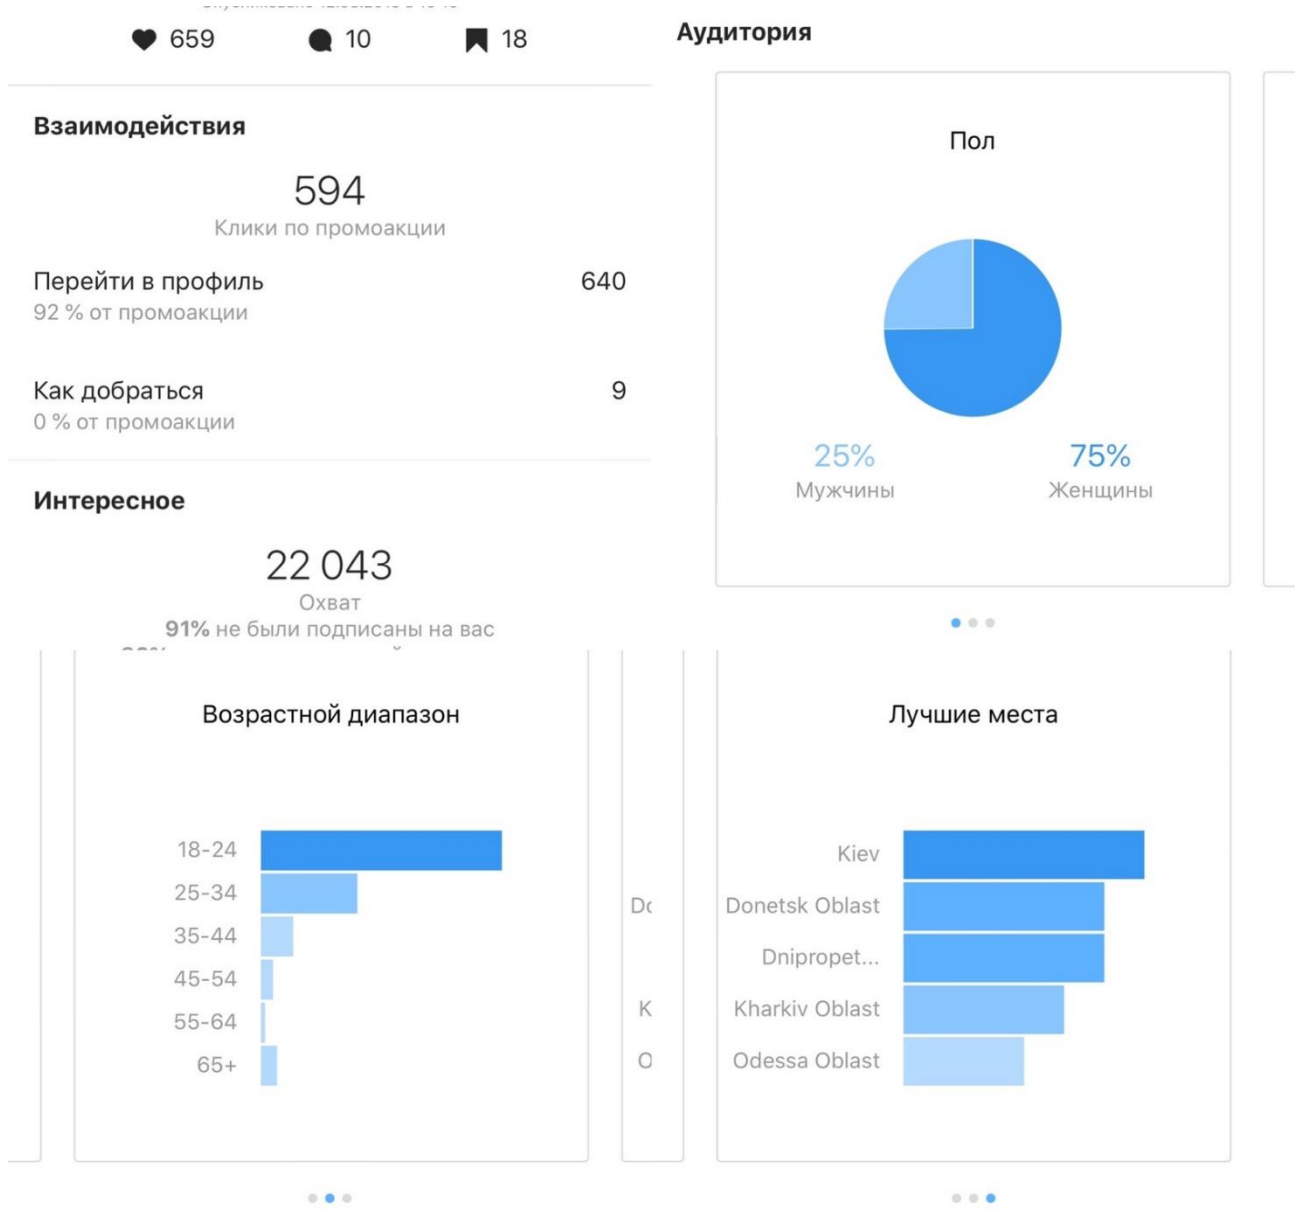 659 10 18
Взаимодействия
594
Клики по промоакции
Перейти в профиль 640
92 % от промоакции
Как добраться 9
0 % от промоакции
Интересное
22 043
Охват
91% не были подписаны на вас
Аудитория
Пол
25% 75%
Мужчины Женщины
Возрастной диапазон
18-24
25-34
35-44
45-54
55-64
65+
Лучшие места
Kiev
Donetsk Oblast
Dnipropet...
Kharkiv Oblast
Odessa Oblast